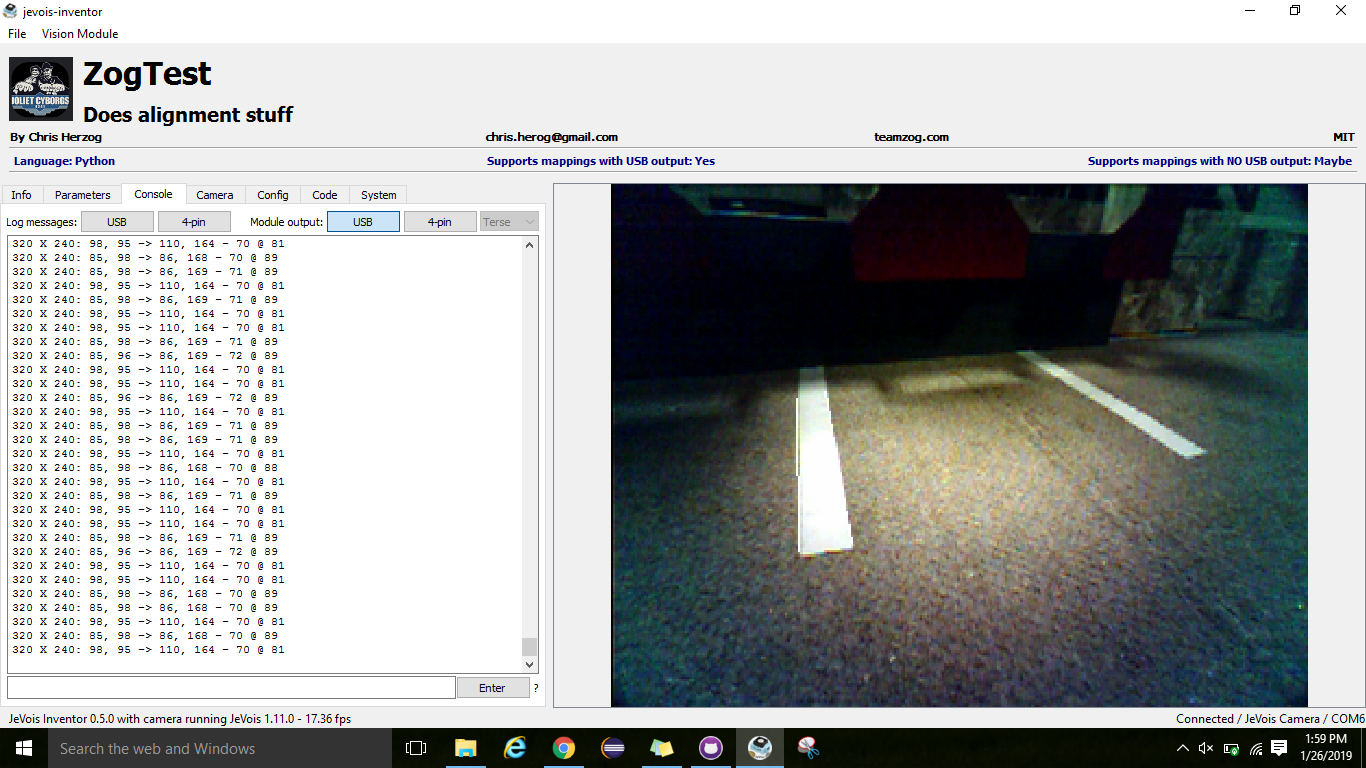 jevois-inventor
File Vision Module
JOLIET CYBORGS
ZogTest
Does alignment stuff
By Chris Herzog chris.herog@gmail.com teamzog.com MIT
Language: Python Supports mappings with USB output: Yes Supports mappings with NO USB output: Maybe
Info Parameters Console Camera Config Code System
Log messages: USB 4-pin Module output: USB 4-pin Terse
320 X 240: 98, 95 -> 110, 164 - 70 @ 81
320 X 240: 85, 98 -> 86, 168 - 70 @ 89
320 X 240: 85, 98 -> 86, 169 - 71 @ 89
320 X 240: 98, 95 -> 110, 164 - 70 @ 81
320 X 240: 85, 98 -> 86, 169 - 71 @ 89
320 X 240: 98, 95 -> 110, 164 - 70 @ 81
320 X 240: 98, 95 -> 110, 164 - 70 @ 81
320 X 240: 85, 98 -> 86, 169 - 71 @ 89
320 X 240: 85, 96 -> 86, 169 - 72 @ 89
320 X 240: 98, 95 -> 110, 164 - 70 @ 81
320 X 240: 98, 95 -> 110, 164 - 70 @ 81
320 X 240: 85, 96 -> 86, 169 - 72 @ 89
320 X 240: 98, 95 -> 110, 164 - 70 @ 81
320 X 240: 85, 98 -> 86, 169 - 71 @ 89
320 X 240: 85, 98 -> 86, 169 - 71 @ 89
320 X 240: 98, 95 -> 110, 164 - 70 @ 81
320 X 240: 85, 98 -> 86, 168 - 70 @ 88
320 X 240: 98, 95 -> 110, 164 - 70 @ 81
320 X 240: 85, 98 -> 86, 169 - 71 @ 89
320 X 240: 98, 95 -> 110, 164 - 70 @ 81
320 X 240: 98, 95 -> 110, 164 - 70 @ 81
320 X 240: 85, 98 -> 86, 169 - 71 @ 89
320 X 240: 85, 96 -> 86, 169 - 72 @ 89
320 X 240: 98, 95 -> 110, 164 - 70 @ 81
320 X 240: 98, 95 -> 110, 164 - 70 @ 81
320 X 240: 85, 98 -> 86, 168 - 70 @ 89
320 X 240: 85, 98 -> 86, 168 - 70 @ 89
320 X 240: 98, 95 -> 110, 164 - 70 @ 81
320 X 240: 85, 98 -> 86, 168 - 70 @ 89
320 X 240: 98, 95 -> 110, 164 - 70 @ 81
Enter ?
JeVois Inventor 0.5.0 with camera running JeVois 1.11.0 - 17.36 fps Connected / JeVois Camera / COM6
Search the web and Windows
1:59 PM
1/26/2019